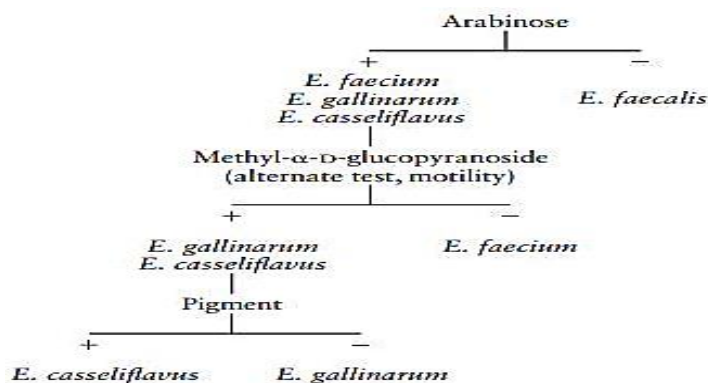 Arabinose
+ −
E. faecium
E. gallinarum
E. faecalis
E. casseliflavus
Methyl-α-D-glucopyranoside
(alternate test, motility)
+ −
E. gallinarum E. faecium
E. casseliflavus
Pigment
+ −
E. casseliflavus E. gallinarum